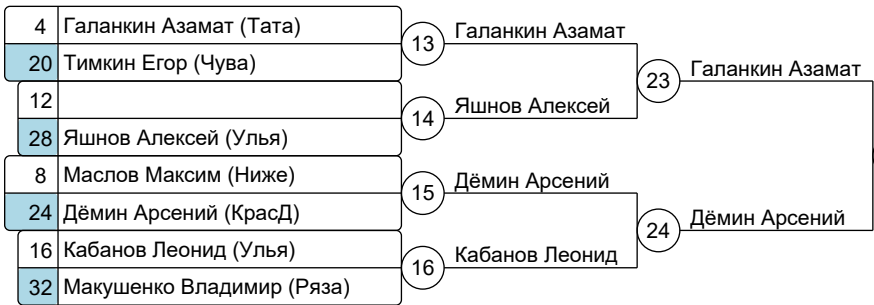 4 Галанкин Азамат (Тата)
20 Тимкин Егор (Чува)
13 Галанкин Азамат
12
28 Яшнов Алексей (Улья)
14 Яшнов Алексей
23 Галанкин Азамат
8 Маслов Максим (Ниже)
24 Дёмин Арсений (КрасД)
15 Дёмин Арсений
16 Кабанов Леонид (Улья)
32 Макушенко Владимир (Ряза)
16 Кабанов Леонид
24 Дёмин Арсений